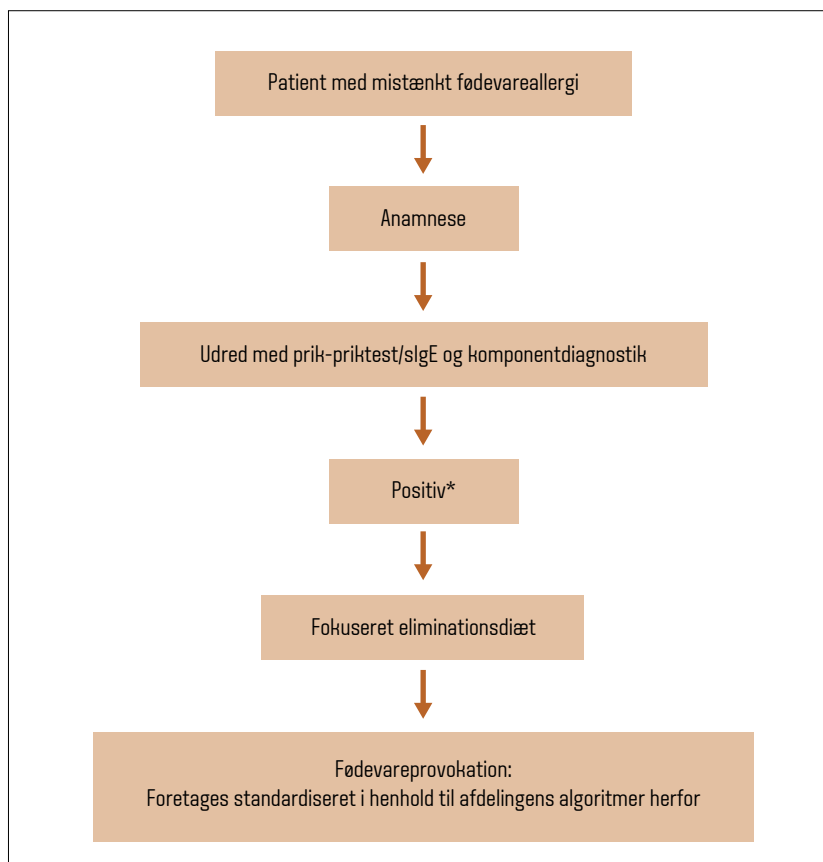 Patient med mistænkt fødevareallergi
Anamnese
Udred med prik-priktest/sIgE og komponentdiagnostik
Positiv*
Fokuseret eliminationsdiæt
Fødevareprovokation:
Foretages standardiseret i henhold til afdelingens algoritmer herfor